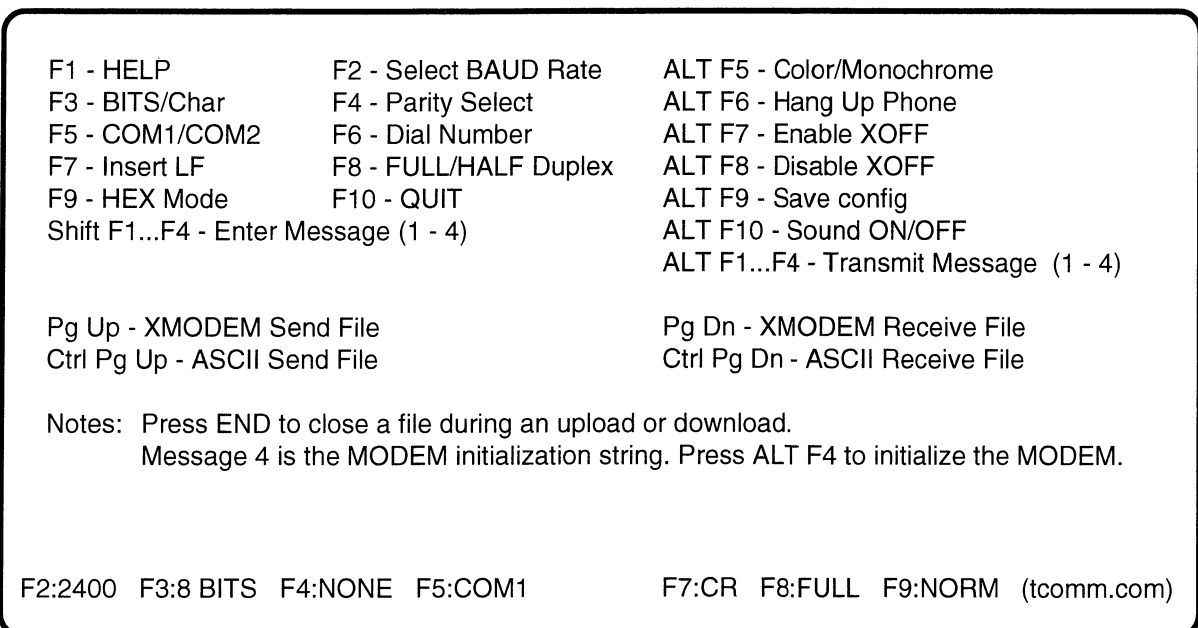 F1 - HELP F2 - Select BAUD Rate ALT F5 - Color/Monochrome
F3 - BITS/Char F4 - Parity Select ALT F6 - Hang Up Phone
F5 - COM1/COM2 F6 - Dial Number ALT F7 - Enable XOFF
F7 - Insert LF F8 - FULL/HALF Duplex ALT F8 - Disable XOFF
F9 - HEX Mode F10 - QUIT ALT F9 - Save config
Shift F1...F4 - Enter Message (1 - 4) ALT F10 - Sound ON/OFF
ALT F1...F4 - Transmit Message (1 - 4)
Pg Up - XMODEM Send File Pg Dn - XMODEM Receive File
Ctrl Pg Up - ASCII Send File Ctrl Pg Dn - ASCII Receive File
Notes: Press END to close a file during an upload or download.
Message 4 is the MODEM initialization string. Press ALT F4 to initialize the MODEM.
F2:2400 F3:8 BITS F4:NONE F5:COM1 F7:CR F8:FULL F9:NORM (tcomm.com)